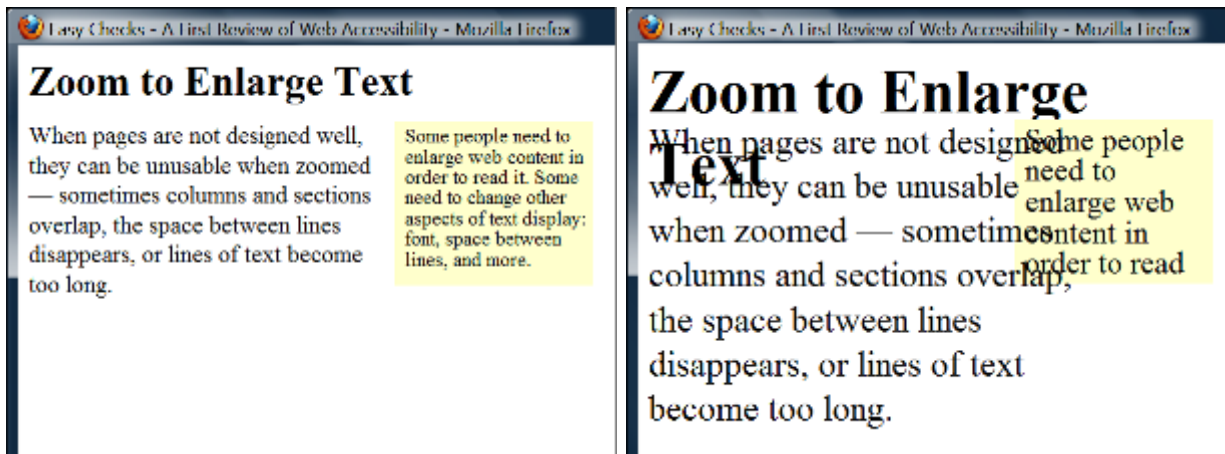 Easy Checks - A First Review of Web Accessibility - Mozilla Firefox
Zoom to Enlarge Text
When pages are not designed well,
they can be unusable when zoomed
— sometimes columns and sections
overlap, the space between lines
disappears, or lines of text become
too long.
Some people need to
enlarge web content in
order to read it. Some
need to change other
aspects of text display:
font, space between
lines, and more.
Easy Checks - A First Review of Web Accessibility - Mozilla Firefox
Zoom to Enlarge
Text
When pages are not designed
well, they can be unusable
when zoomed — sometimes
columns and sections overlap,
the space between lines
disappears, or lines of text
become too long.
Some people
need to
enlarge web
content in
order to read